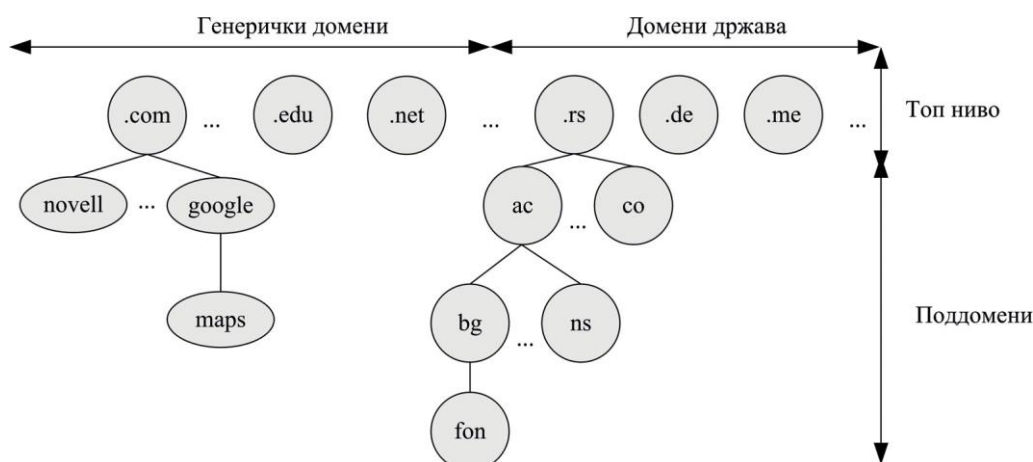 Генерички домени Домени држава
.com ... .edu .net ... .rs .de .me ... Топ ниво
novell ... google ac ... co
maps bg ... ns Поддомени
fon